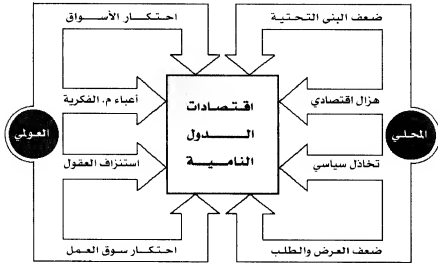 ضعف البنى التحتية
احتكار الأسواق
هزال اقتصادي
اقتصادات
أعباء م. الفكرية
المحلي
الدول
العولمي
تخاذل سياسي
النامية
استنزاف العقول
ضعف العرض والطلب
احتكار سوق العمل